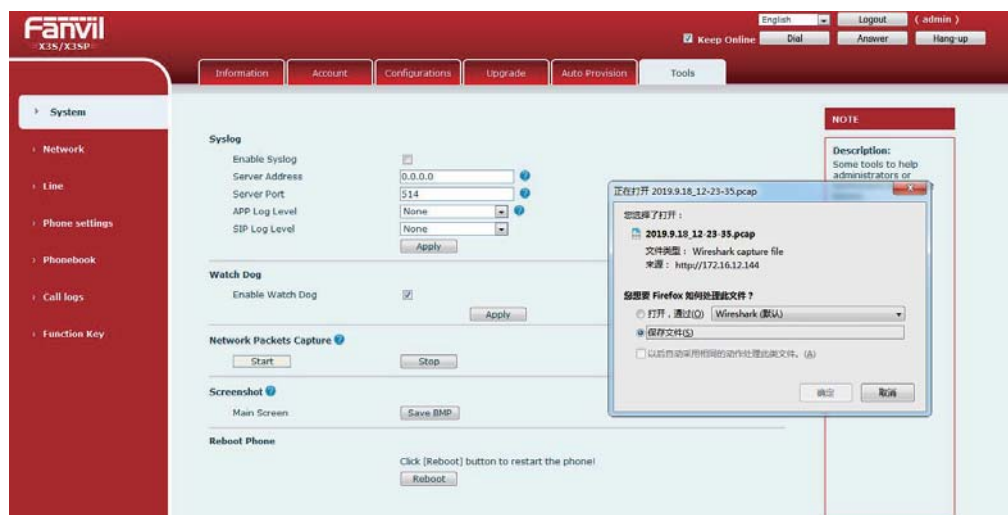 Fanvil
X3S/X3SP
English
Logout
( admin )
Keep Online
Dial
Answer
Hang-up
Information
Account
Configurations
Upgrade
Auto Provision
Tools
› System
› Network
› Line
› Phone settings
› Phonebook
› Call logs
› Function Key
Syslog
Enable Syslog
Server Address 0.0.0.0
Server Port 514
APP Log Level None
SIP Log Level None
Apply
Watch Dog
Enable Watch Dog
Apply
Network Packets Capture
Start Stop
Screenshot
Main Screen Save BMP
Reboot Phone
Click [Reboot] button to restart the phone!
Reboot
NOTE
Description:
Some tools to help
administrators or
正在打开 2019.9.18_12-23-35.pcap
您选择了打开：
2019.9.18_12-23-35.pcap
文件类型： Wireshark capture file
来源： http://172.16.12.144
您想要 Firefox 如何处理此文件？
打开，通过(O) Wireshark (默认)
保存文件(S)
以后自动采用相同的动作处理此类文件。(A)
确定 取消